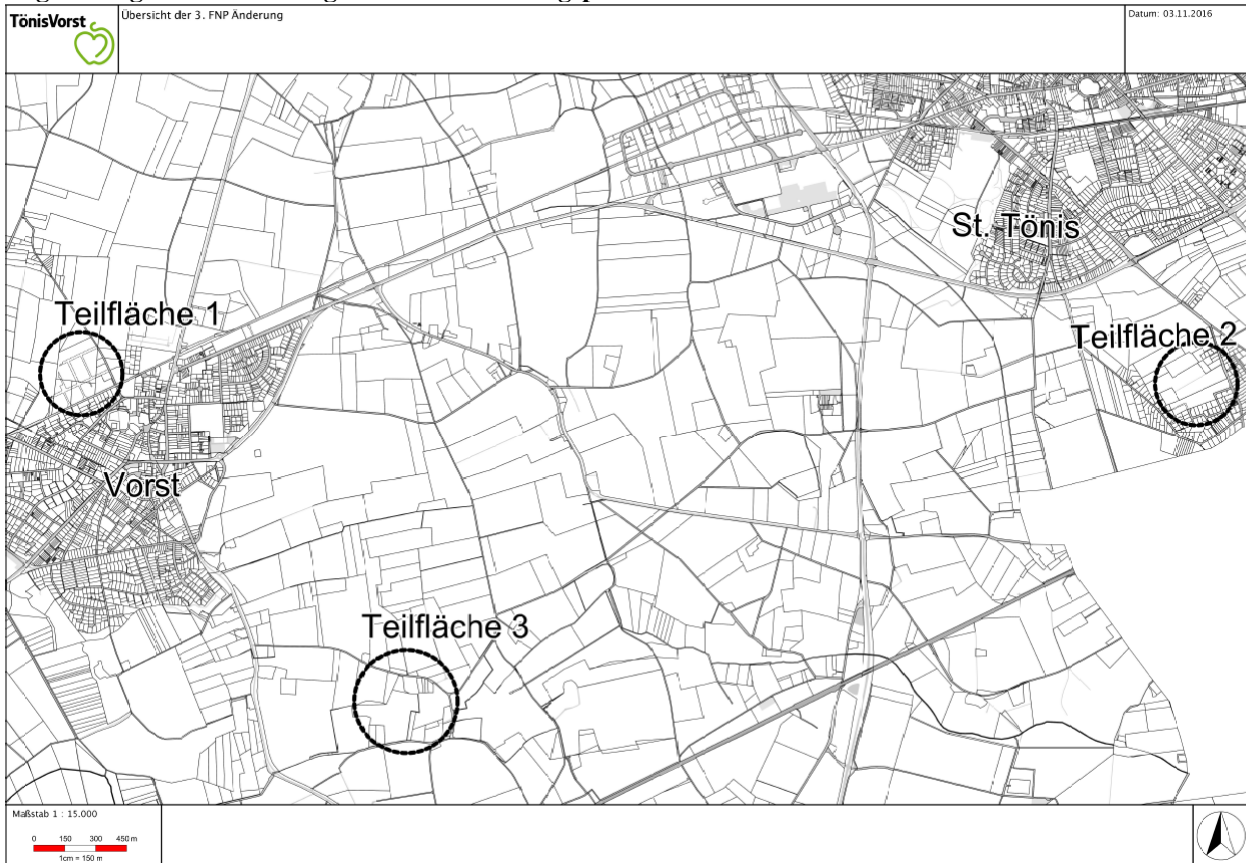 TönisVorst
Übersicht der 3. FNP Änderung
Datum: 03.11.2016
St. Tönis
Teilfläche 1
Teilfläche 2
Vorst
Teilfläche 3
Maßstab 1 : 15.000
0 150 300 450 m
1cm = 150 m